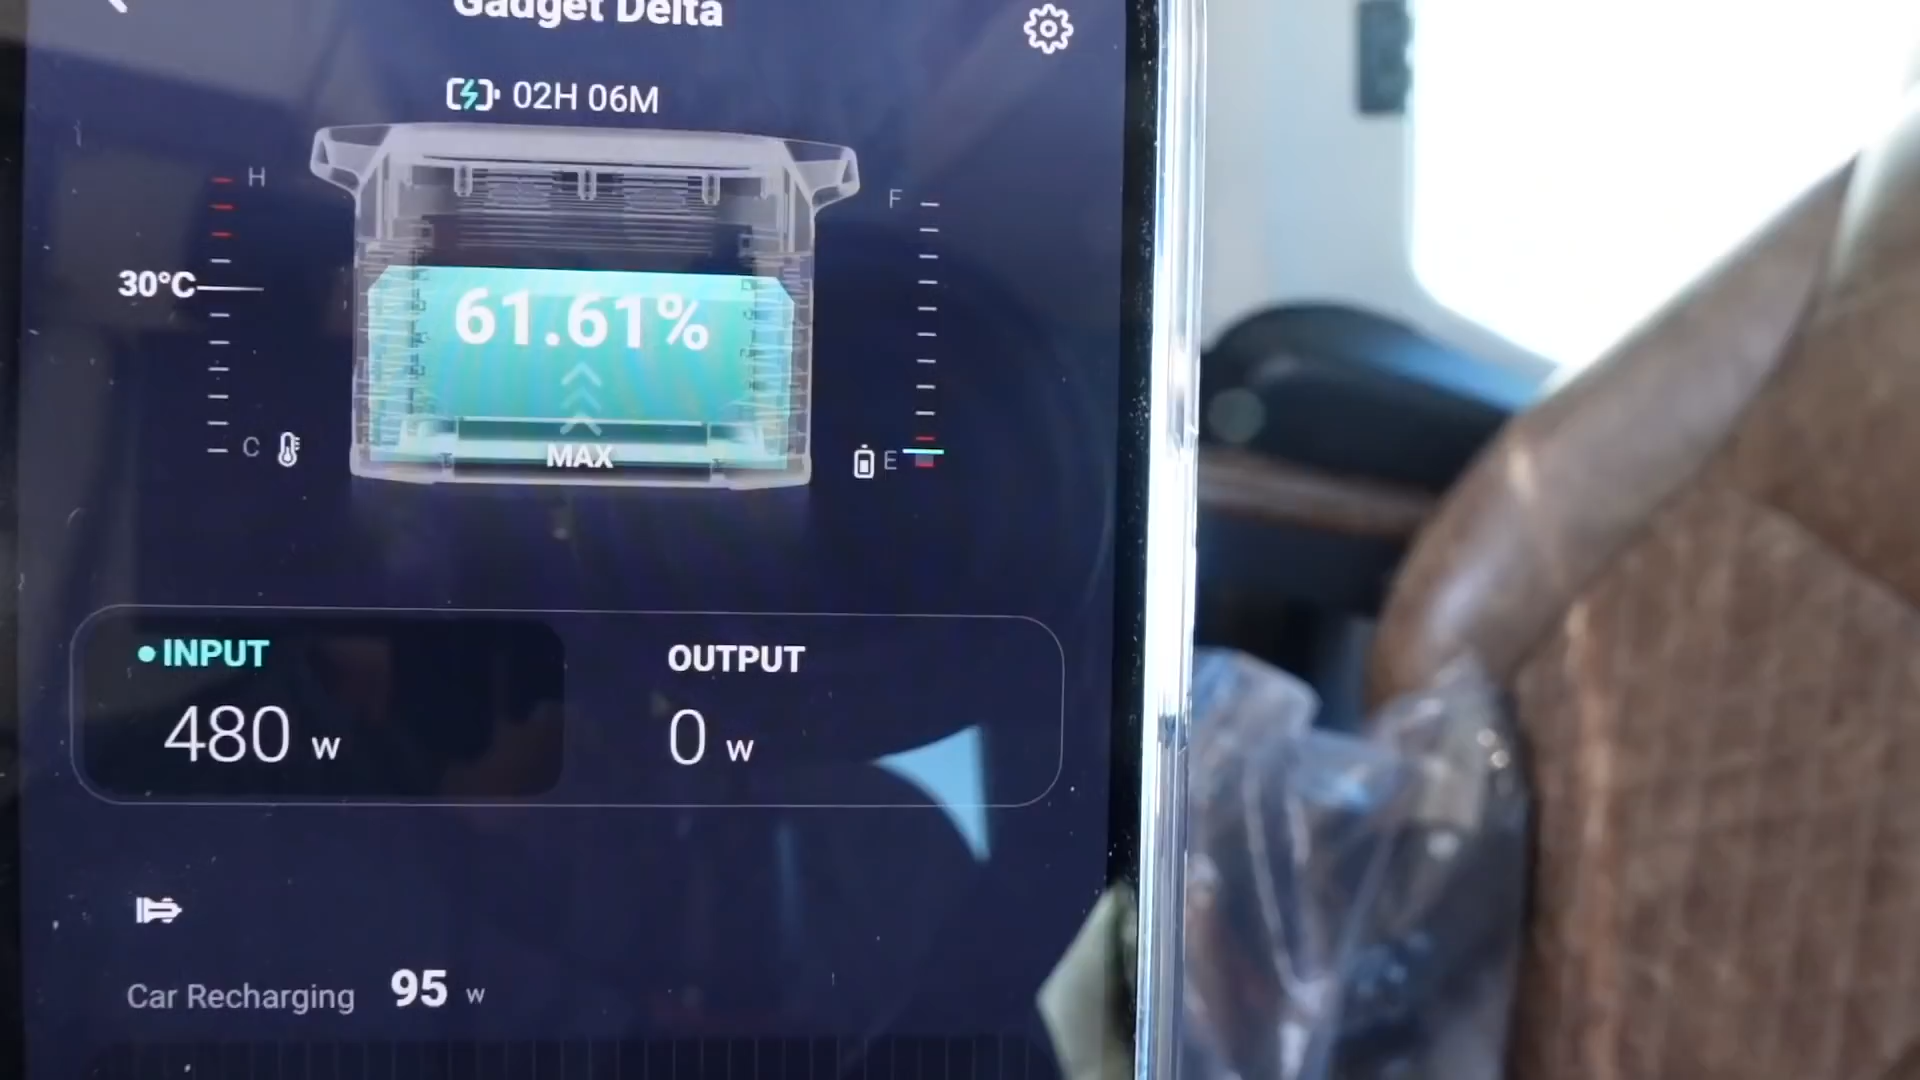 Gadget Delta
02H 06M
H
F
30°C
61.61%
C
MAX
E
INPUT
OUTPUT
480 W
0 W
Car Recharging 95 W